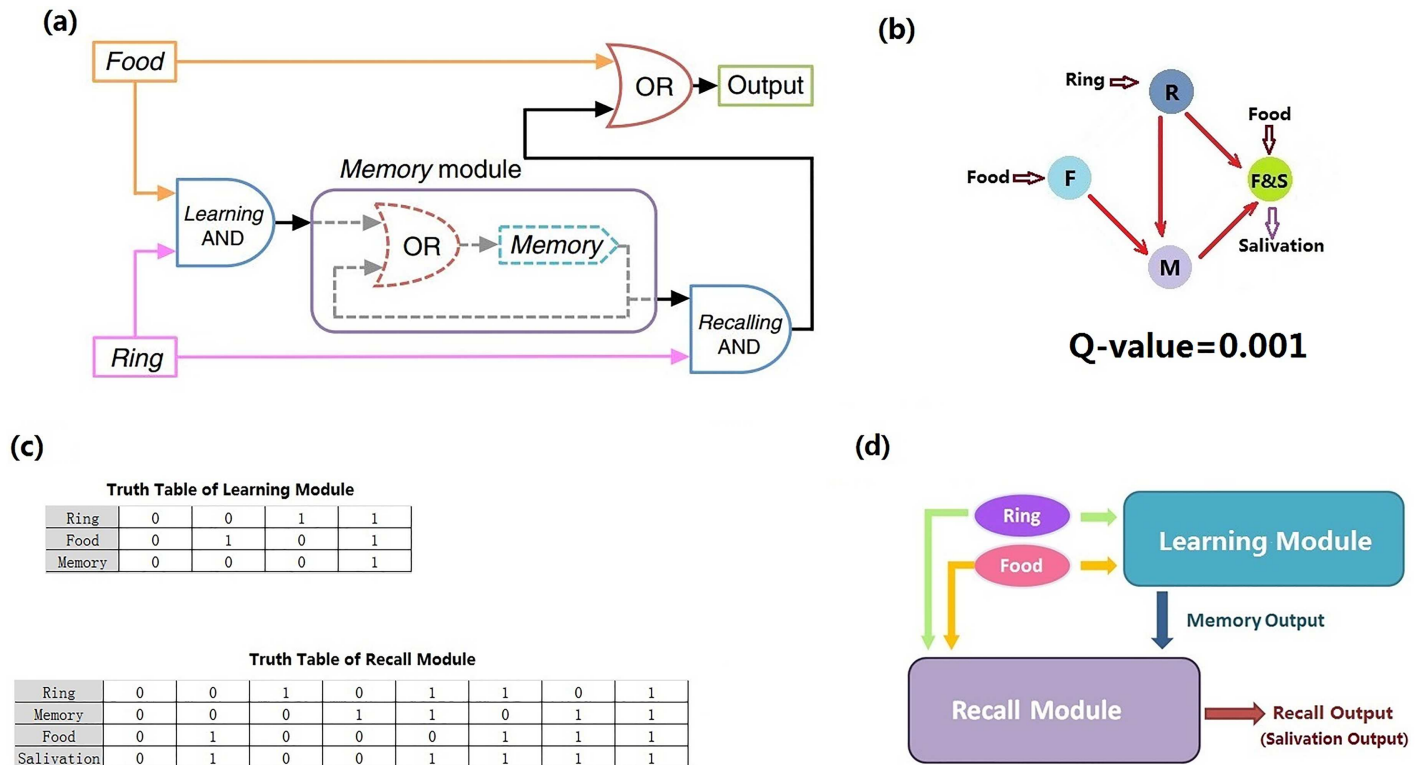 (a)
Food
OR
Output
Memory module
Learning
AND
OR
Memory
Recalling
AND
Ring
(b)
Ring
R
Food
Food
F
F&S
Salivation
M
Q-value=0.001
(c)
Truth Table of Learning Module
Ring 0 0 1 1
Food 0 1 0 1
Memory 0 0 0 1
Truth Table of Recall Module
Ring 0 0 1 0 1 1 0 1
Memory 0 0 0 1 1 0 1 1
Food 0 1 0 0 0 1 1 1
Salivation 0 1 0 0 1 1 1 1
(d)
Ring
Food
Learning Module
Memory Output
Recall Module
Recall Output
(Salivation Output)